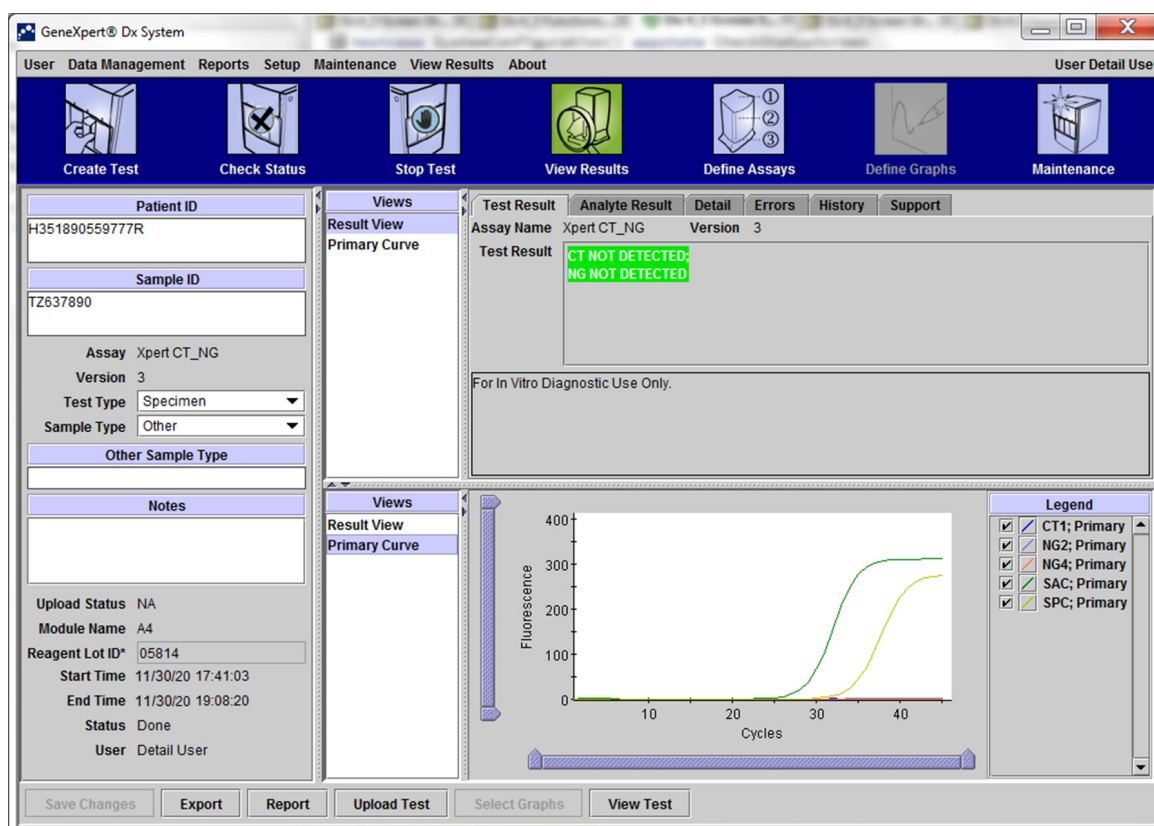 GeneXpert® Dx System
User Data Management Reports Setup Maintenance View Results About User Detail Use
Create Test Check Status Stop Test View Results Define Assays Define Graphs Maintenance
① ② ③
Patient ID
H351890559777R
Sample ID
TZ637890
Assay Xpert CT_NG
Version 3
Test Type Specimen
Sample Type Other
Other Sample Type
Notes
Upload Status NA
Module Name A4
Reagent Lot ID* 05814
Start Time 11/30/20 17:41:03
End Time 11/30/20 19:08:20
Status Done
User Detail User
Views
Result View
Primary Curve
Test Result Analyte Result Detail Errors History Support
Assay Name Xpert CT_NG Version 3
Test Result CT NOT DETECTED;
NG NOT DETECTED
For In Vitro Diagnostic Use Only.
Views
Result View
Primary Curve
400
300
200
100
0
Fluorescence
10 20 30 40
Cycles
Legend
CT1; Primary
NG2; Primary
NG4; Primary
SAC; Primary
SPC; Primary
Save Changes Export Report Upload Test Select Graphs View Test